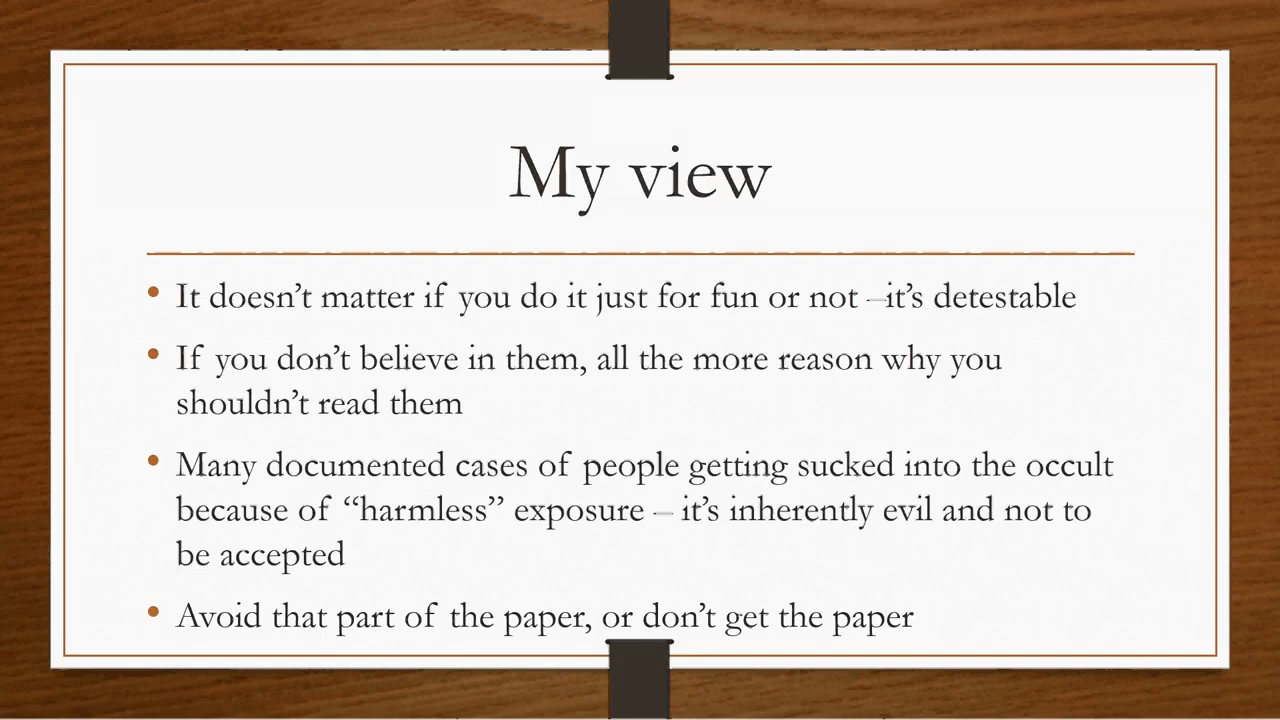 My view
• It doesn’t matter if you do it just for fun or not –it’s detestable
• If you don’t believe in them, all the more reason why you
shouldn’t read them
• Many documented cases of people getting sucked into the occult
because of “harmless” exposure – it’s inherently evil and not to
be accepted
• Avoid that part of the paper, or don’t get the paper